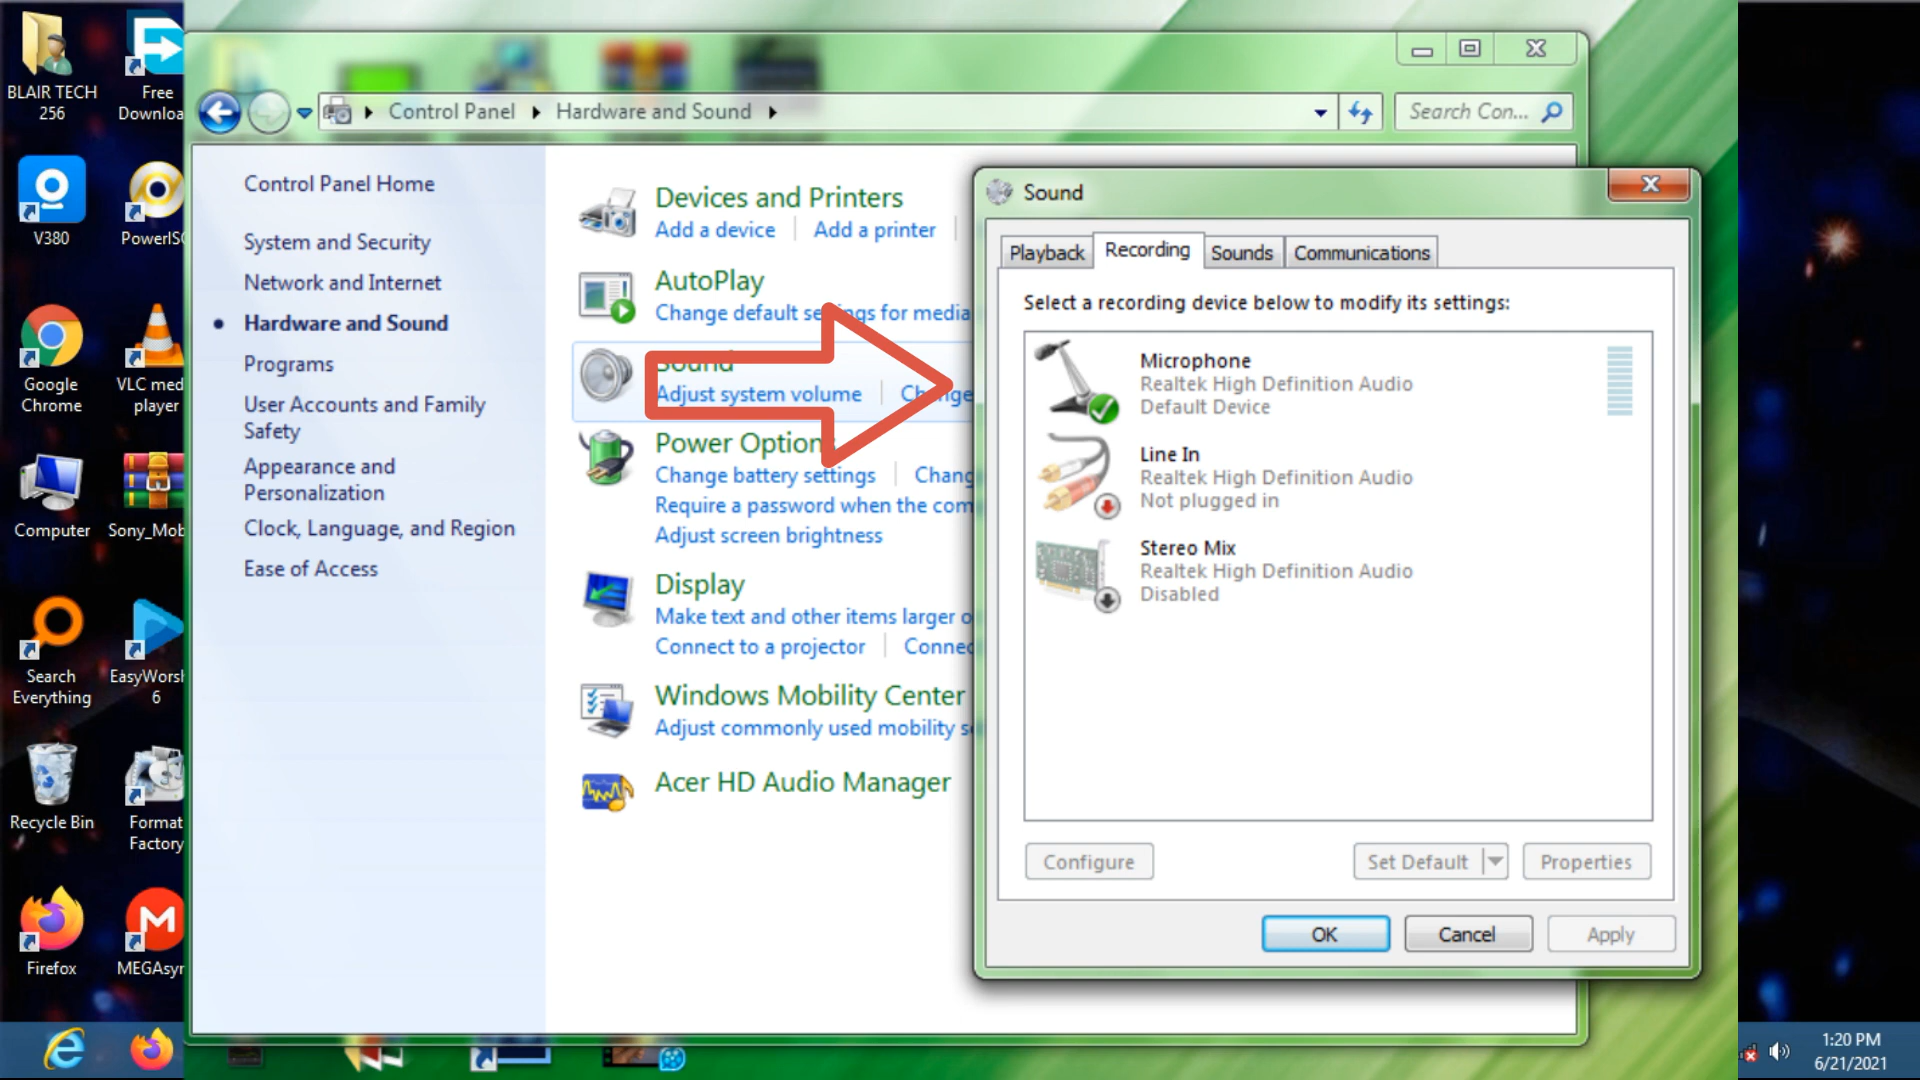 BLAIR TECH
256
Free
Downloa
V380
PowerISO
Google
Chrome
VLC med
player
Computer
Sony_Mob
Search
Everything
EasyWorsh
6
Recycle Bin
Format
Factory
Firefox
MEGAsyn
Control Panel
Hardware and Sound
Search Con...
Control Panel Home
System and Security
Network and Internet
Hardware and Sound
Programs
User Accounts and Family
Safety
Appearance and
Personalization
Clock, Language, and Region
Ease of Access
Devices and Printers
Add a device
Add a printer
AutoPlay
Change default settings for media
Sound
Adjust system volume
Change
Power Options
Change battery settings
Chang
Require a password when the com
Adjust screen brightness
Display
Make text and other items larger o
Connect to a projector
Connec
Windows Mobility Center
Adjust commonly used mobility s
Acer HD Audio Manager
Sound
Playback
Recording
Sounds
Communications
Select a recording device below to modify its settings:
Microphone
Realtek High Definition Audio
Default Device
Line In
Realtek High Definition Audio
Not plugged in
Stereo Mix
Realtek High Definition Audio
Disabled
Configure
Set Default
Properties
OK
Cancel
Apply
1:20 PM
6/21/2021